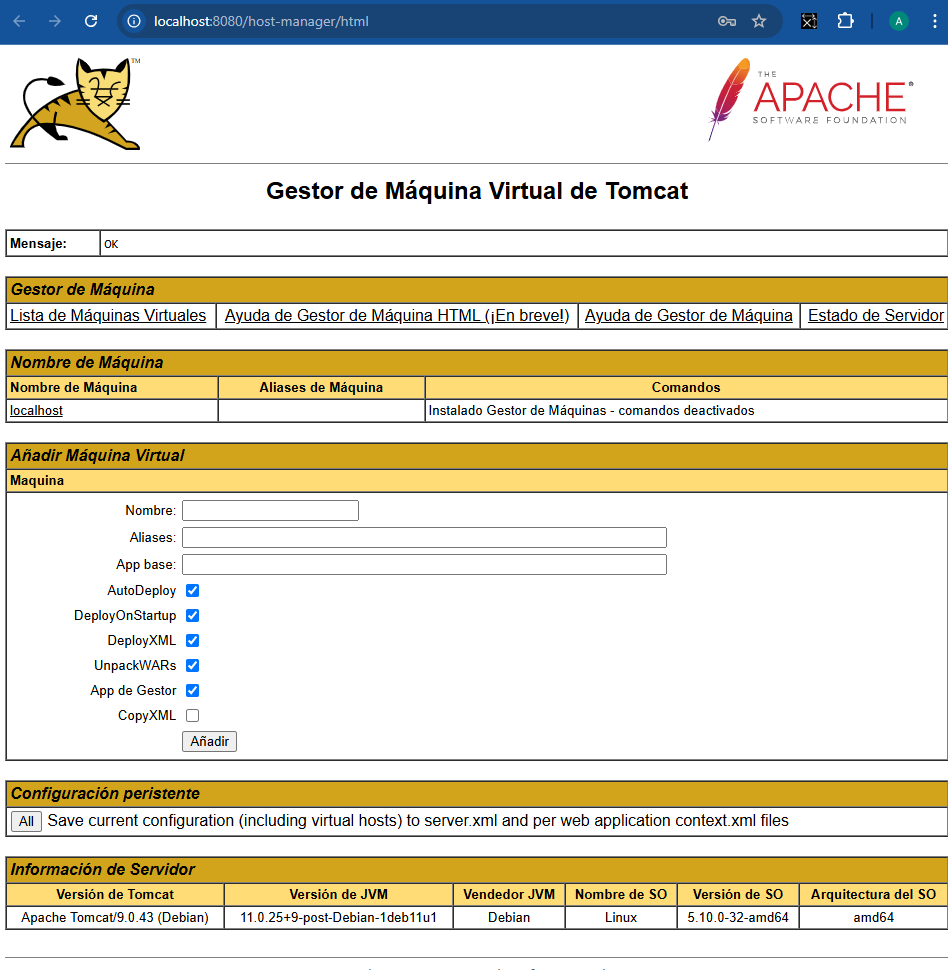 localhost:8080/host-manager/html
A
TM
THE
APACHE
SOFTWARE FOUNDATION
Gestor de Máquina Virtual de Tomcat
Mensaje: OK
Gestor de Máquina
Lista de Máquinas Virtuales Ayuda de Gestor de Máquina HTML (¡En breve!) Ayuda de Gestor de Máquina Estado de Servidor
Nombre de Máquina
Nombre de Máquina Aliases de Máquina Comandos
localhost Instalado Gestor de Máquinas - comandos deactivados
Añadir Máquina Virtual
Maquina
Nombre:
Aliases:
App base:
AutoDeploy
DeployOnStartup
DeployXML
UnpackWARs
App de Gestor
CopyXML
Añadir
Configuración peristente
All Save current configuration (including virtual hosts) to server.xml and per web application context.xml files
Información de Servidor
Versión de Tomcat Versión de JVM Vendedor JVM Nombre de SO Versión de SO Arquitectura del SO
Apache Tomcat/9.0.43 (Debian) 11.0.25+9-post-Debian-1deb11u1 Debian Linux 5.10.0-32-amd64 amd64